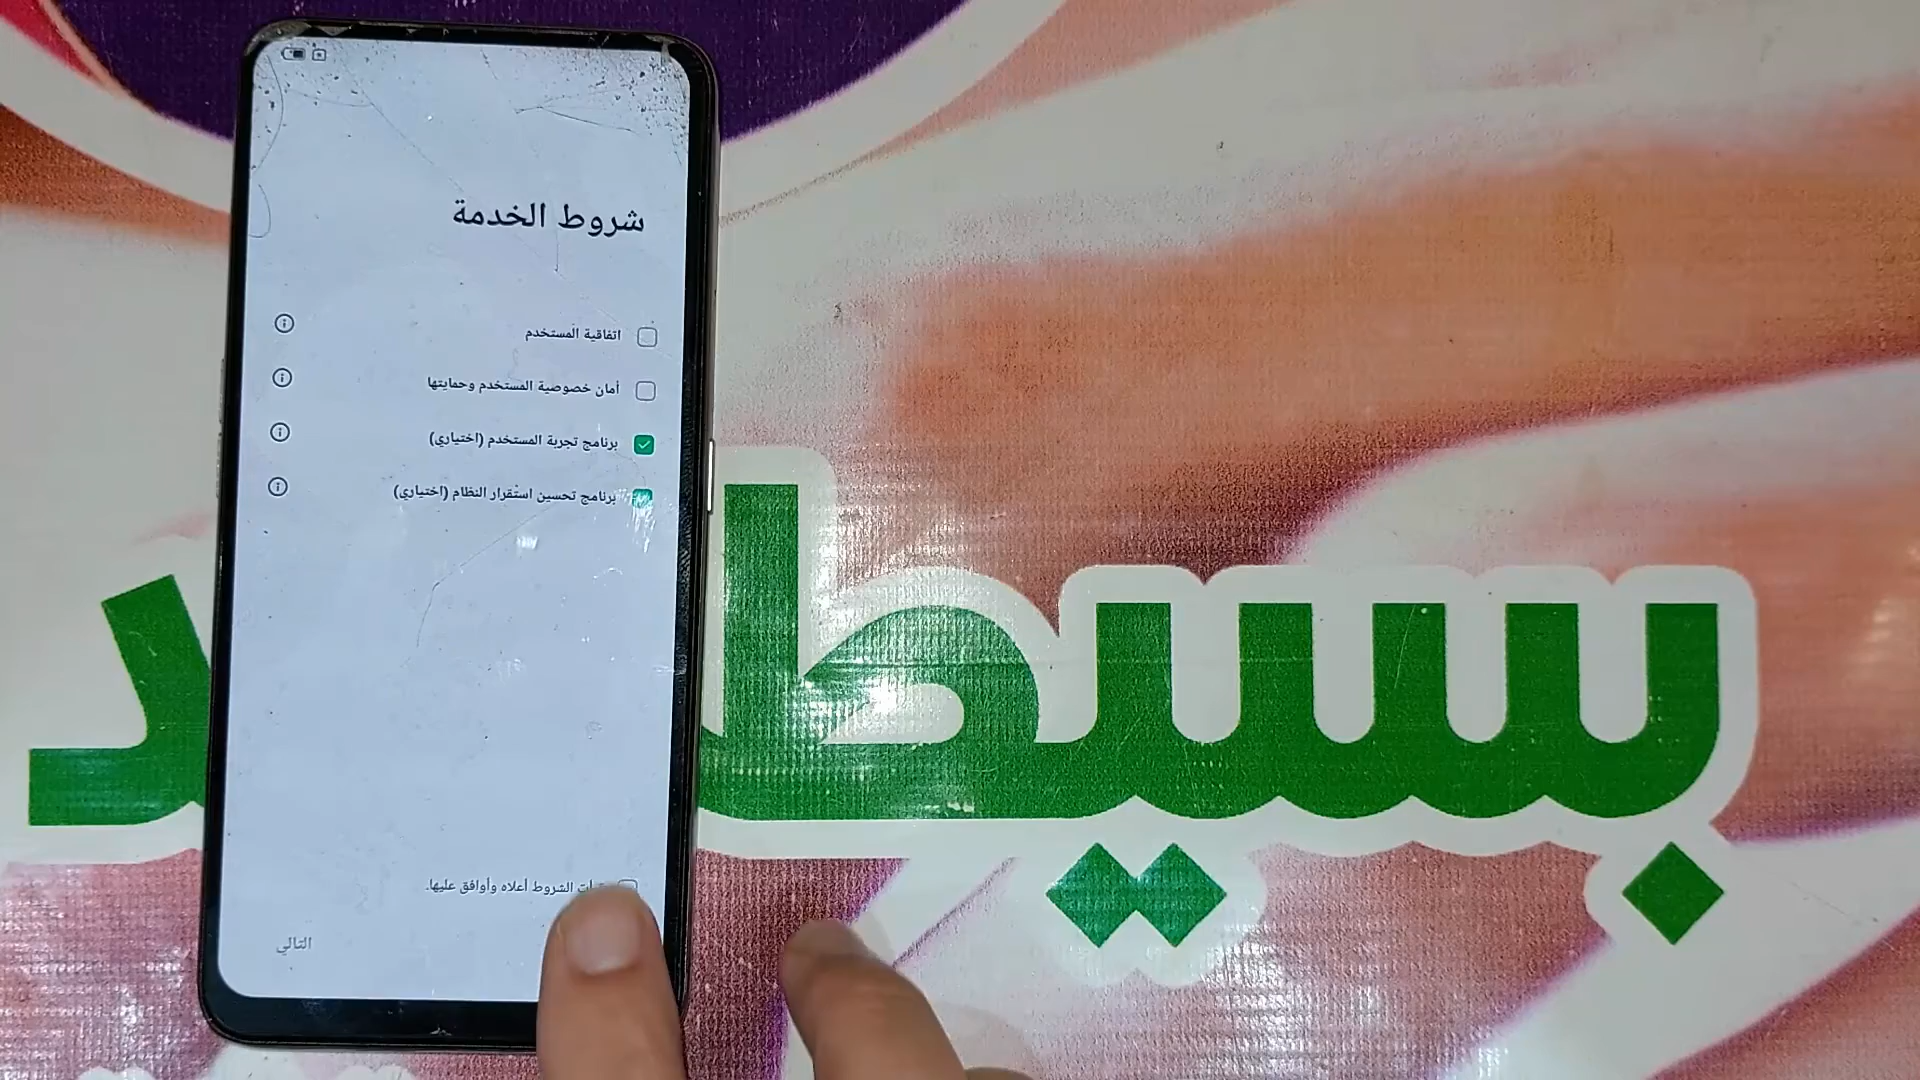 شروط الخدمة
اتفاقية المستخدم
أمان خصوصية المستخدم وحمايتها
برنامج تجربة المستخدم (اختياري)
برنامج تحسين استقرار النظام (اختياري)
الشروط أعلاه وأوافق عليها.
التالي
بسيط